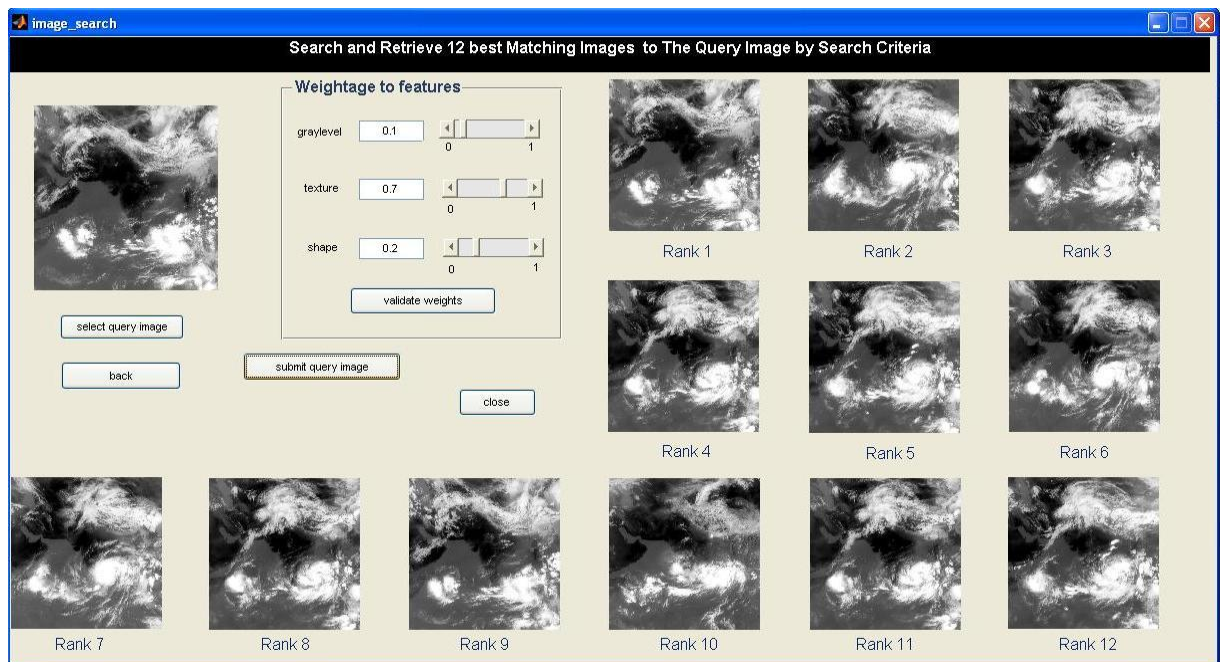 image_search
Search and Retrieve 12 best Matching Images to The Query Image by Search Criteria
Weightage to features
graylevel 0.1
0 1
texture 0.7
0 1
shape 0.2
0 1
validate weights
select query image
back
submit query image
close
Rank 1 Rank 2 Rank 3
Rank 4 Rank 5 Rank 6
Rank 7 Rank 8 Rank 9 Rank 10 Rank 11 Rank 12